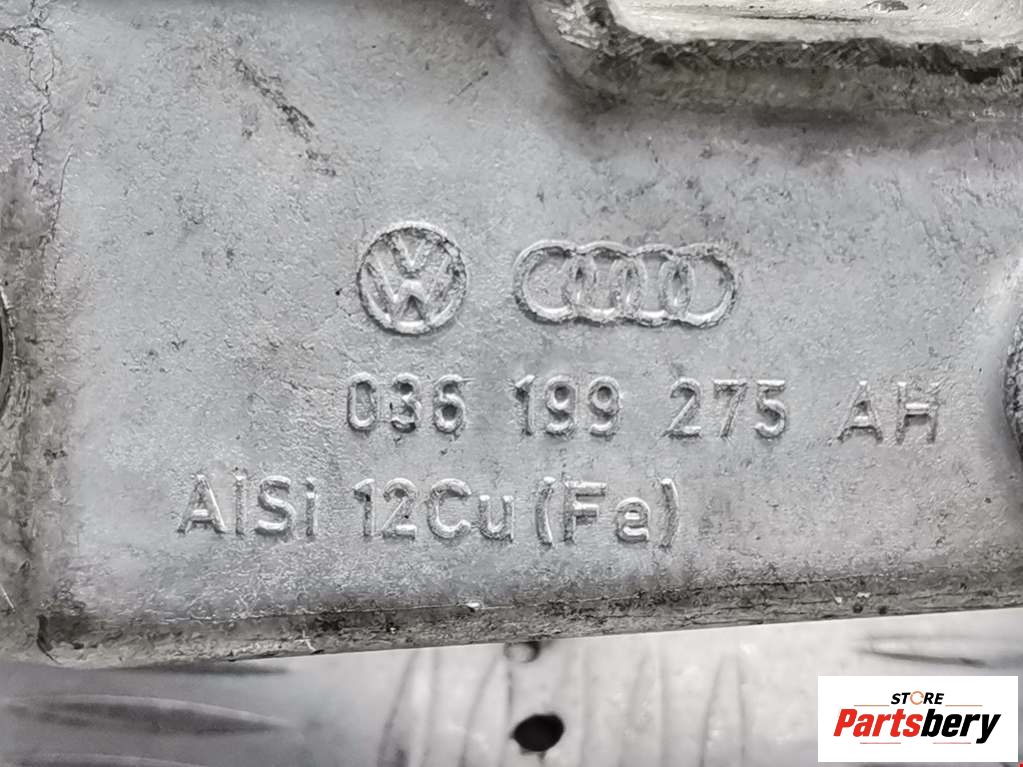 036 199 275 AH
AlSi 12Cu(Fe)
STORE
Partsbery